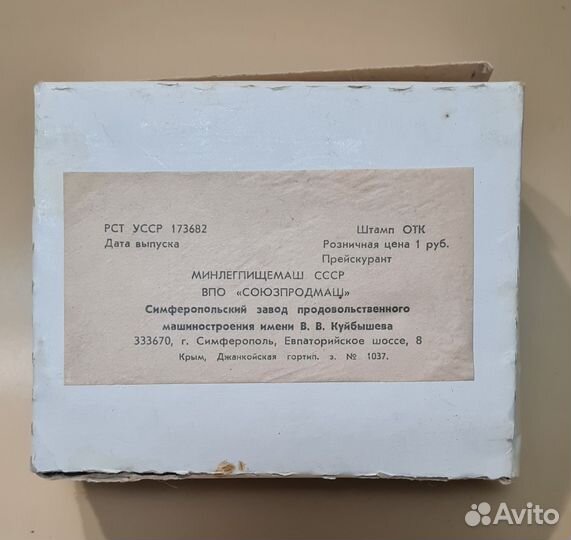 РСТ УССР 173682 Штамп ОТК
Дата выпуска Розничная цена 1 руб.
Прейскурант
МИНЛЕГПИЩЕМАШ СССР
ВПО «СОЮЗПРОДМАШ»
Симферопольский завод продовольственного
машиностроения имени В. В. Куйбышева
333670, г. Симферополь, Евпаторийское шоссе, 8
Крым, Джанкойская гортип. з. № 1037.
Avito